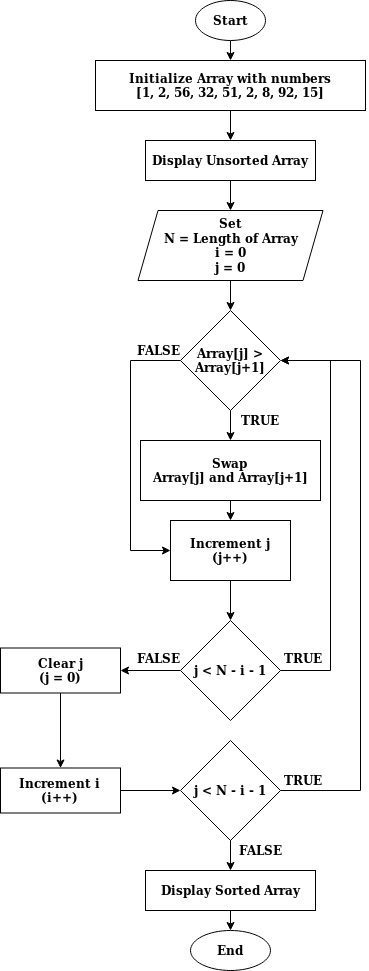 Start
Initialize Array with numbers
[1, 2, 56, 32, 51, 2, 8, 92, 15]
Display Unsorted Array
Set
N = Length of Array
i = 0
j = 0
FALSE
Array[j] >
Array[j+1]
TRUE
Swap
Array[j] and Array[j+1]
Increment j
(j++)
Clear j
(j = 0)
FALSE
j < N - i - 1
TRUE
Increment i
(i++)
j < N - i - 1
TRUE
FALSE
Display Sorted Array
End